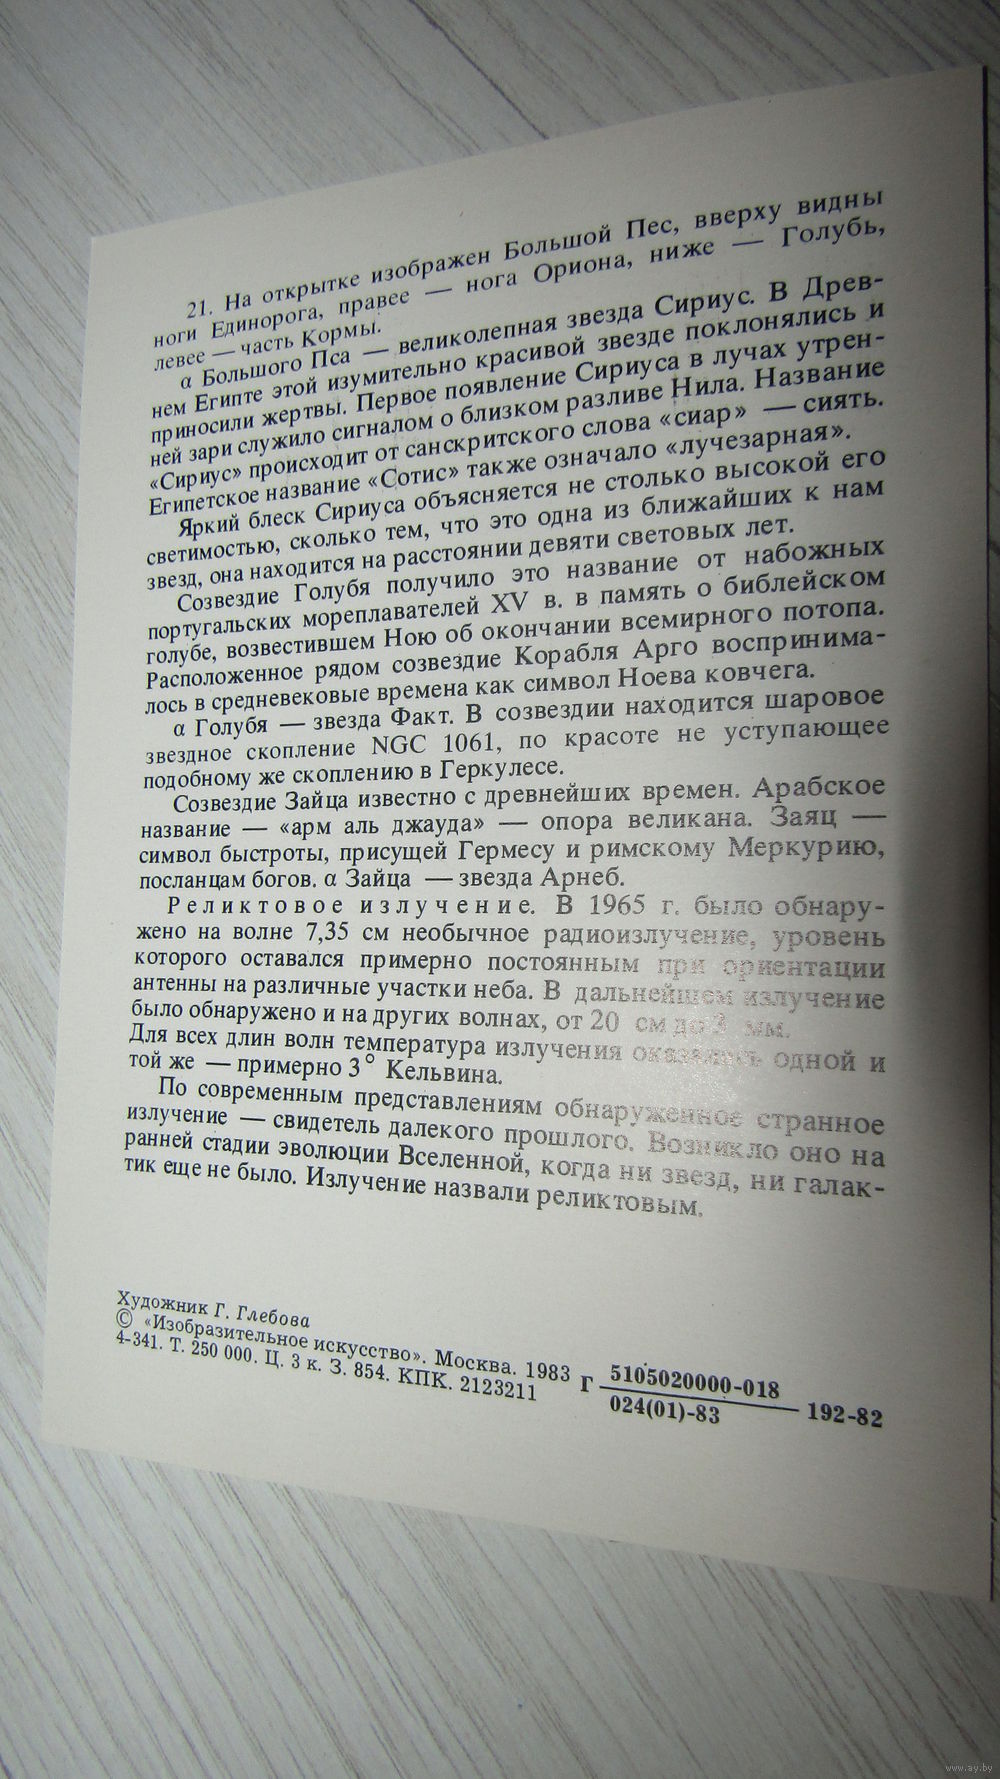 21. На открытке изображен Большой Пес, вверху видны
ноги Единорога, правее — нога Ориона, ниже — Голубь,
левее — часть Кормы.
α Большого Пса — великолепная звезда Сириус. В Древ-
нем Египте этой изумительно красивой звезде поклонялись и
приносили жертвы. Первое появление Сириуса в лучах утрен-
ней зари служило сигналом о близком разливе Нила. Название
«Сириус» происходит от санскритского слова «сиар» — сиять.
Египетское название «Сотис» также означало «лучезарная».
Яркий блеск Сириуса объясняется не столько высокой его
светимостью, сколько тем, что это одна из ближайших к нам
звезд, она находится на расстоянии девяти световых лет.
Созвездие Голубя получило это название от набожных
португальских мореплавателей XV в. в память о библейском
голубе, возвестившем Ною об окончании всемирного потопа.
Расположенное рядом созвездие Корабля Арго воспринима-
лось в средневековые времена как символ Ноева ковчега.
α Голубя — звезда Факт. В созвездии находится шаровое
звездное скопление NGC 1061, по красоте не уступающее
подобному же скоплению в Геркулесе.
Созвездие Зайца известно с древнейших времен. Арабское
название — «арм аль джауда» — опора великана. Заяц —
символ быстроты, присущей Гермесу и римскому Меркурию,
посланцам богов. α Зайца — звезда Арнеб.
Реликтовое излучение. В 1965 г. было обнару-
жено на волне 7,35 см необычное радиоизлучение, уровень
которого оставался примерно постоянным при ориентации
антенны на различные участки неба. В дальнейшем излучение
было обнаружено и на других волнах, от 20 см до 3 мм.
Для всех длин волн температура излучения оказалась одной и
той же — примерно 3° Кельвина.
По современным представлениям обнаруженное странное
излучение — свидетель далекого прошлого. Возникло оно на
ранней стадии эволюции Вселенной, когда ни звезд, ни галак-
тик еще не было. Излучение назвали реликтовым.
Художник Г. Глебова
© «Изобразительное искусство». Москва. 1983
4-341. Т. 250 000. Ц. 3 к. З. 854. КПК. 2123211
Г 5105020000-018
024(01)-83 192-82
www.ay.by